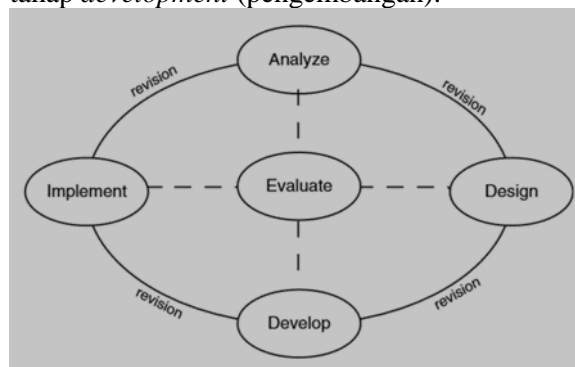 tahap development (pengembangan).
Analyze
revision
revision
Implement
Evaluate
Design
revision
revision
Develop